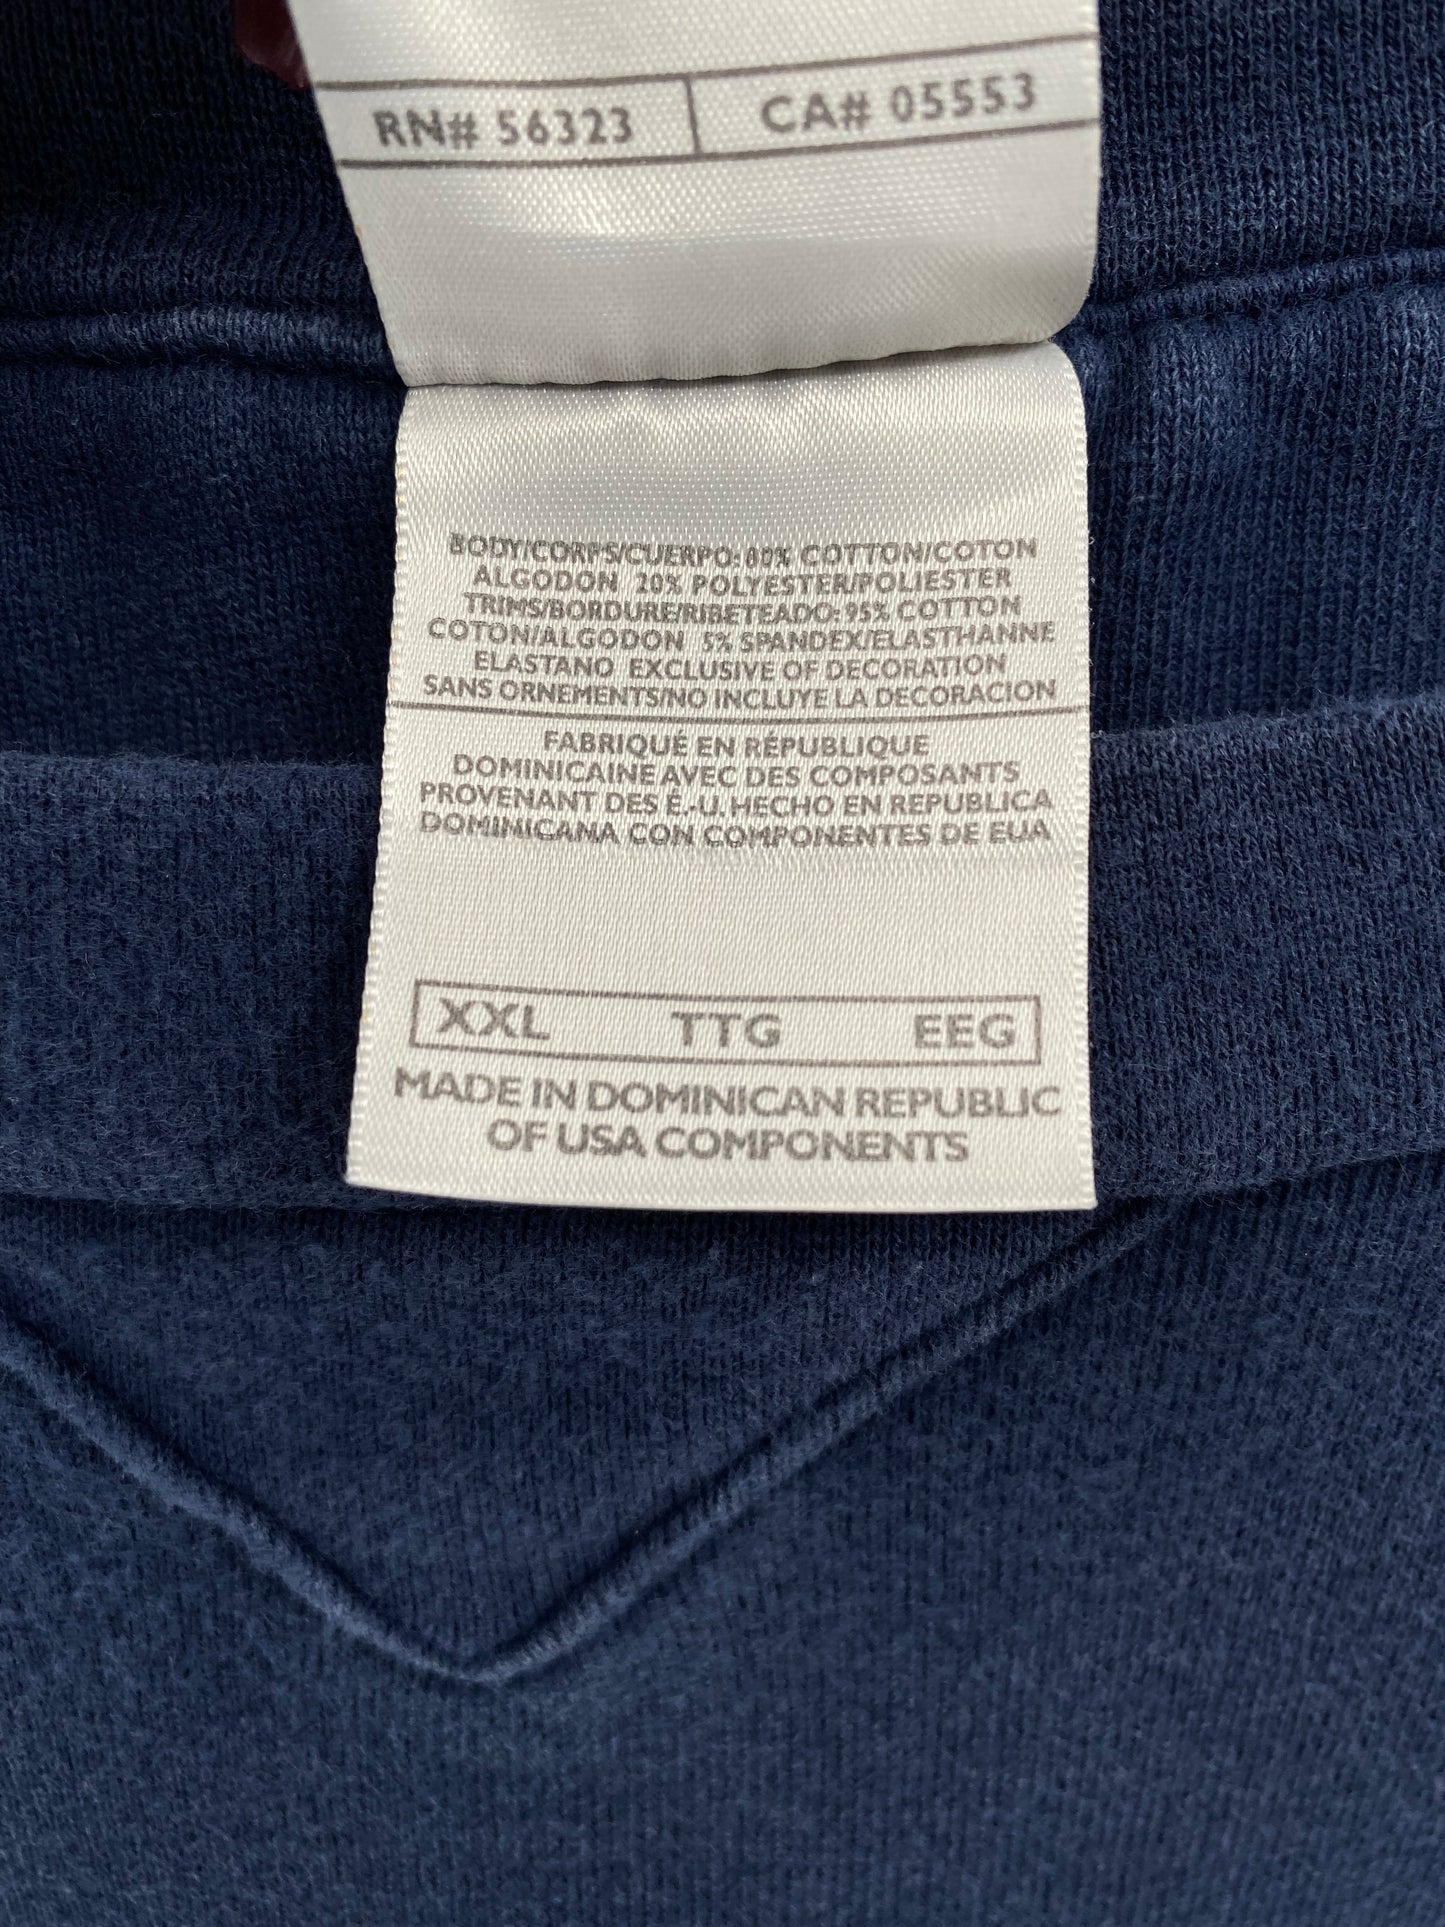 RN# 56323 CA# 05553
BODY/CORPS/CUERPO: 80% COTTON/COTON
ALGODON 20% POLYESTER/POLIESTER
TRIMS/BORDURE/RIBETEADO: 95% COTTON
COTON/ALGODON 5% SPANDEX/ELASTHANNE
ELASTANO EXCLUSIVE OF DECORATION
SANS ORNEMENTS/NO INCLUYE LA DECORACION
FABRIQUÉ EN RÉPUBLIQUE
DOMINICAINE AVEC DES COMPOSANTS
PROVENANT DES É.-U. HECHO EN REPUBLICA
DOMINICANA CON COMPONENTES DE EUA
XXL TTG EEG
MADE IN DOMINICAN REPUBLIC
OF USA COMPONENTS